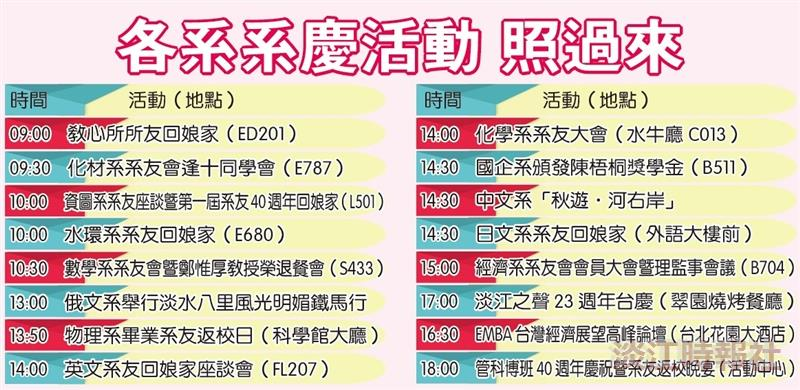 各系系慶活動 照過來
時間 活動（地點）
09:00 教心所所友回娘家（ED201）
09:30 化材系系友會逢十同學會（E787）
10:00 資圖系系友座談暨第一屆系友40週年回娘家（L501）
10:00 水環系系友回娘家（E680）
10:30 數學系系友會暨鄭惟厚教授榮退餐會（S433）
13:00 俄文系舉行淡水八里風光明媚鐵馬行
13:50 物理系畢業系友返校日（科學館大廳）
14:00 英文系友回娘家座談會（FL207）
時間 活動（地點）
14:00 化學系系友大會（水牛廳 C013）
14:30 國企系頒發陳梧桐獎學金（B511）
14:30 中文系「秋遊・河右岸」
14:30 日文系系友回娘家（外語大樓前）
15:00 經濟系系友會會員大會暨理監事會議（B704）
17:00 淡江之聲 23 週年台慶（翠園燒烤餐廳）
16:30 EMBA 台灣經濟展望高峰論壇（台北花園大酒店）
18:00 管科博班 40 週年慶祝暨系友返校晚宴（活動中心）
淡江時報社